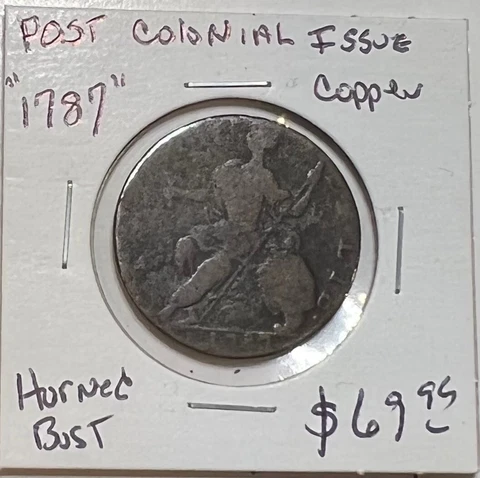 POST COLONIAL ISSUE
"1787" Copper
Horned
BUST
$69.95